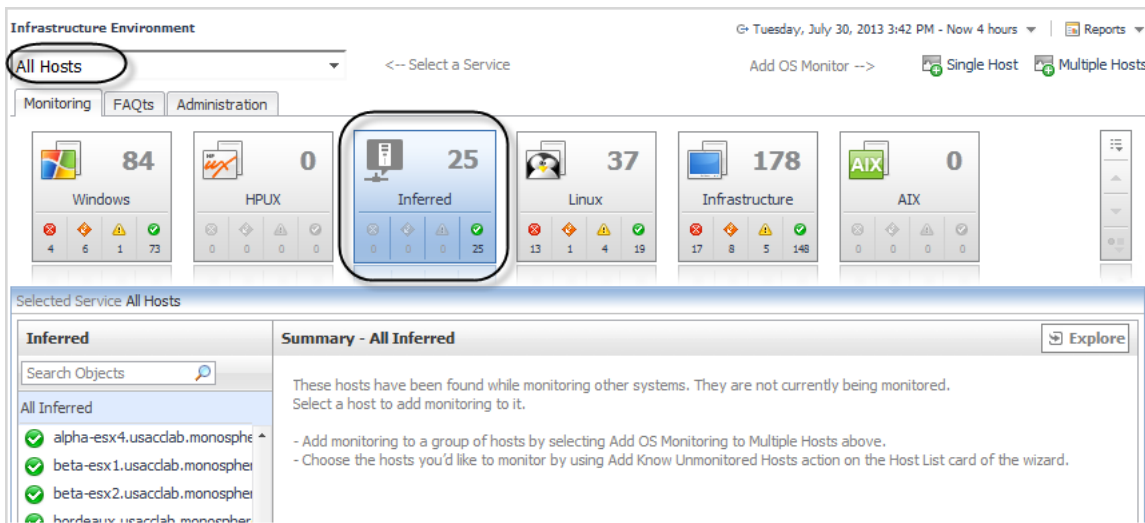 Infrastructure Environment
Tuesday, July 30, 2013 3:42 PM - Now 4 hours Reports
All Hosts <-- Select a Service Add OS Monitor --> Single Host Multiple Hosts
Monitoring FAQts Administration
84 0 25 37 178 0
Windows HPUX Inferred Linux Infrastructure AIX
4 6 1 73 0 0 0 0 0 0 0 25 13 1 4 19 17 8 5 148 0 0 0 0
Selected Service All Hosts
Inferred Summary - All Inferred Explore
Search Objects
These hosts have been found while monitoring other systems. They are not currently being monitored.
Select a host to add monitoring to it.
All Inferred
alpha-esx4.usacclab.monosphe
- Add monitoring to a group of hosts by selecting Add OS Monitoring to Multiple Hosts above.
- Choose the hosts you'd like to monitor by using Add Know Unmonitored Hosts action on the Host List card of the wizard.
beta-esx1.usacclab.monospher
beta-esx2.usacclab.monospher
bordeaux.usacclab.monospher